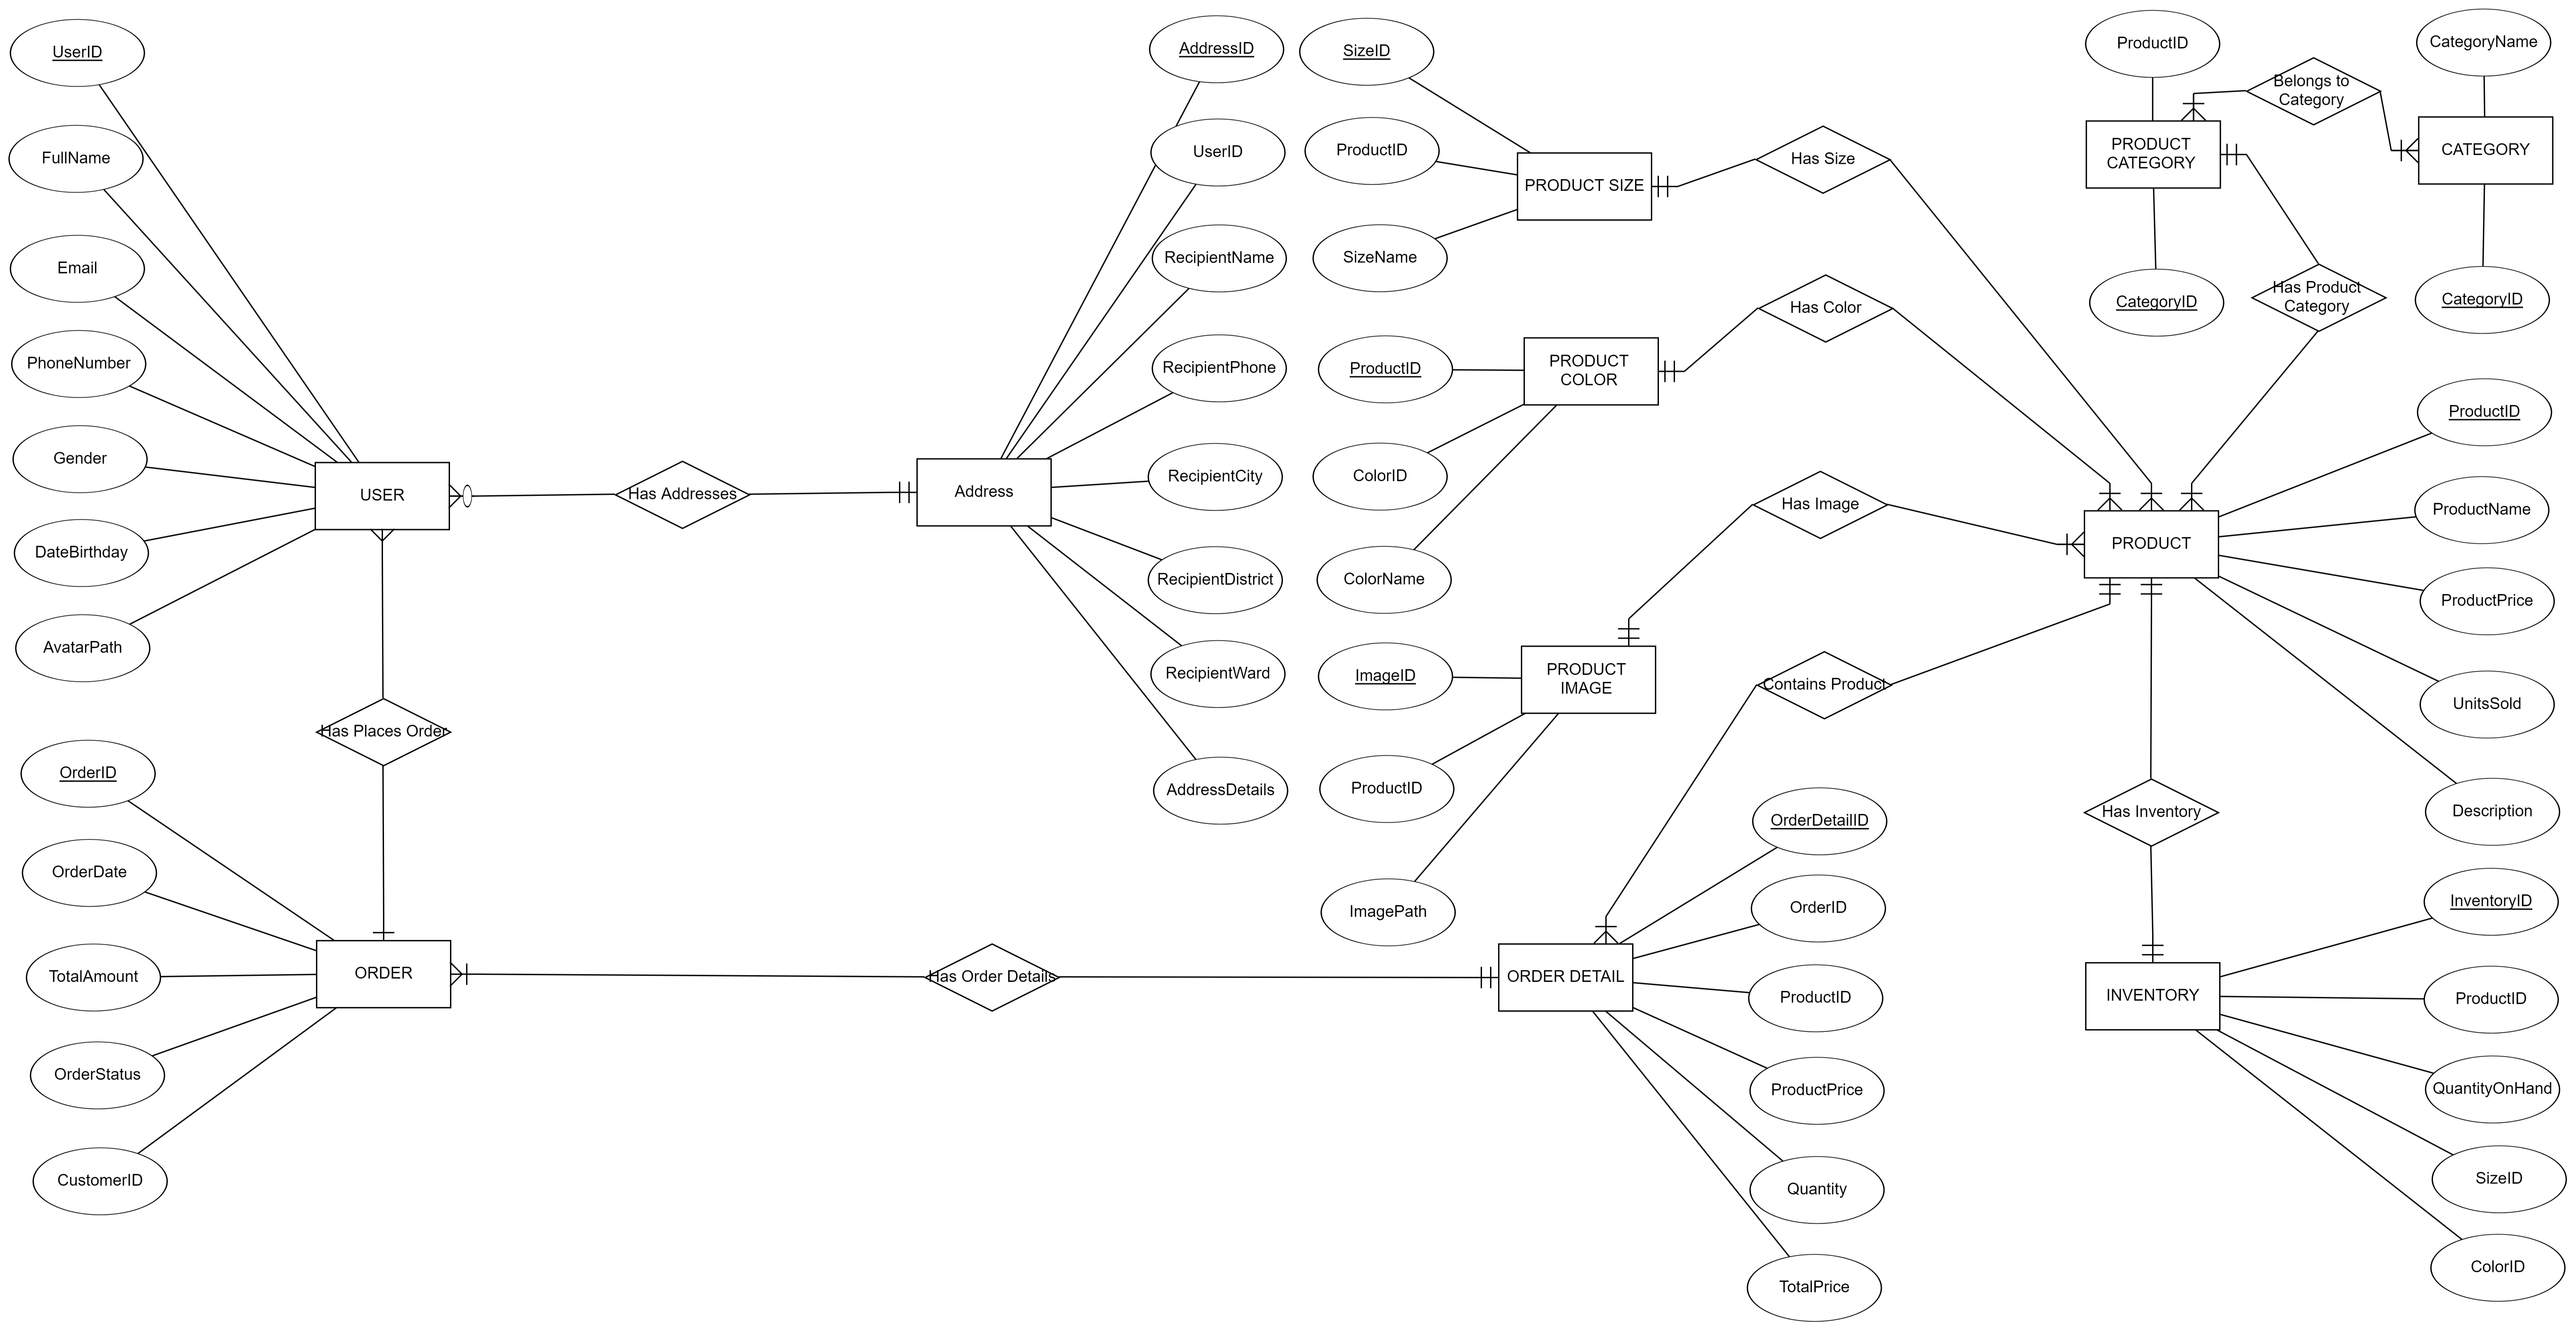 UserID
FullName
Email
PhoneNumber
Gender
DateBirthday
AvatarPath
USER
Has Addresses
Address
AddressID
UserID
RecipientName
RecipientPhone
RecipientCity
RecipientDistrict
RecipientWard
AddressDetails
Has Places Order
OrderID
OrderDate
TotalAmount
OrderStatus
CustomerID
ORDER
Has Order Details
ORDER DETAIL
OrderDetailID
OrderID
ProductID
ProductPrice
Quantity
TotalPrice
SizeID
ProductID
SizeName
PRODUCT SIZE
Has Size
ProductID
ColorID
ColorName
PRODUCT
COLOR
Has Color
ImageID
ProductID
ImagePath
PRODUCT
IMAGE
Has Image
Contains Product
ProductID
PRODUCT
CATEGORY
CategoryID
Belongs to
Category
CategoryName
CATEGORY
CategoryID
Has Product
Category
PRODUCT
ProductID
ProductName
ProductPrice
UnitsSold
Description
Has Inventory
INVENTORY
InventoryID
ProductID
QuantityOnHand
SizeID
ColorID